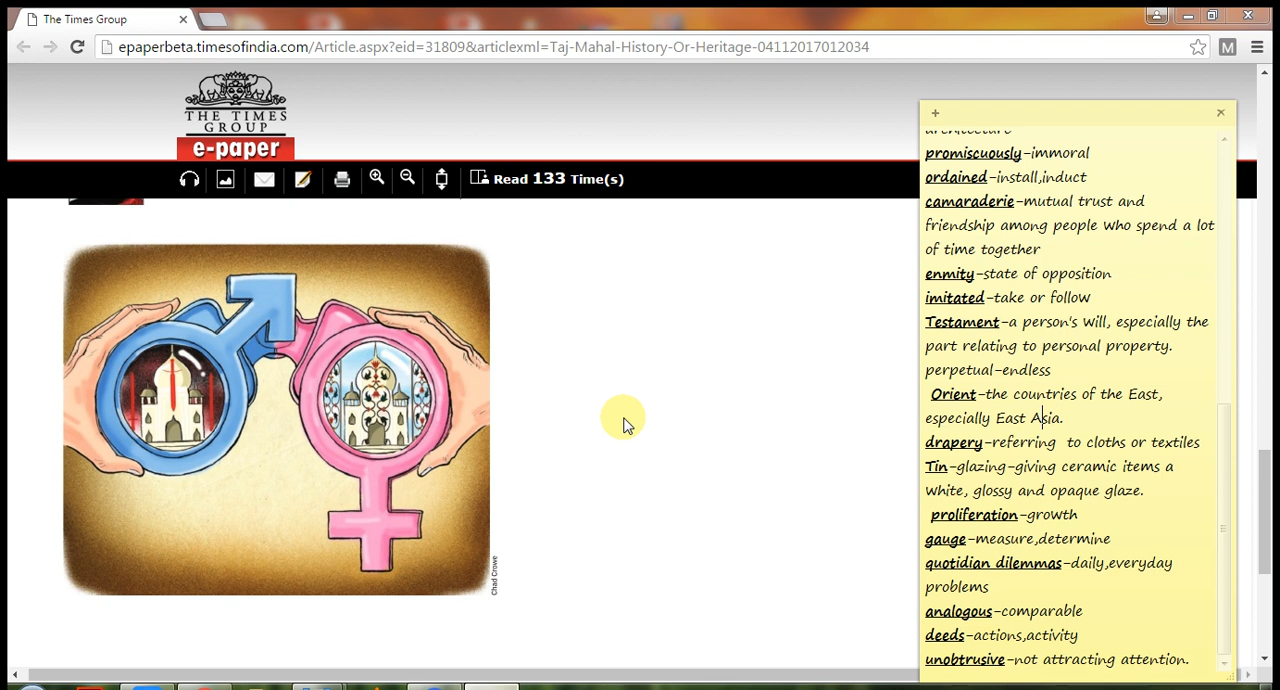 The Times Group
epaperbeta.timesofindia.com/Article.aspx?eid=31809&articlexml=Taj-Mahal-History-Or-Heritage-04112017012034
M
THE TIMES
GROUP
e-paper
Read 133 Time(s)
architecture
promiscuously-immoral
ordained-install,induct
camaraderie-mutual trust and
friendship among people who spend a lot
of time together
enmity-state of opposition
imitated-take or follow
Testament-a person's will, especially the
part relating to personal property.
perpetual-endless
Orient-the countries of the East,
especially East Asia.
drapery-referring  to cloths or textiles
Tin-glazing-giving ceramic items a
white, glossy and opaque glaze.
proliferation-growth
gauge-measure,determine
quotidian dilemmas-daily,everyday
problems
analogous-comparable
deeds-actions,activity
unobtrusive-not attracting attention.
Chad Crowe